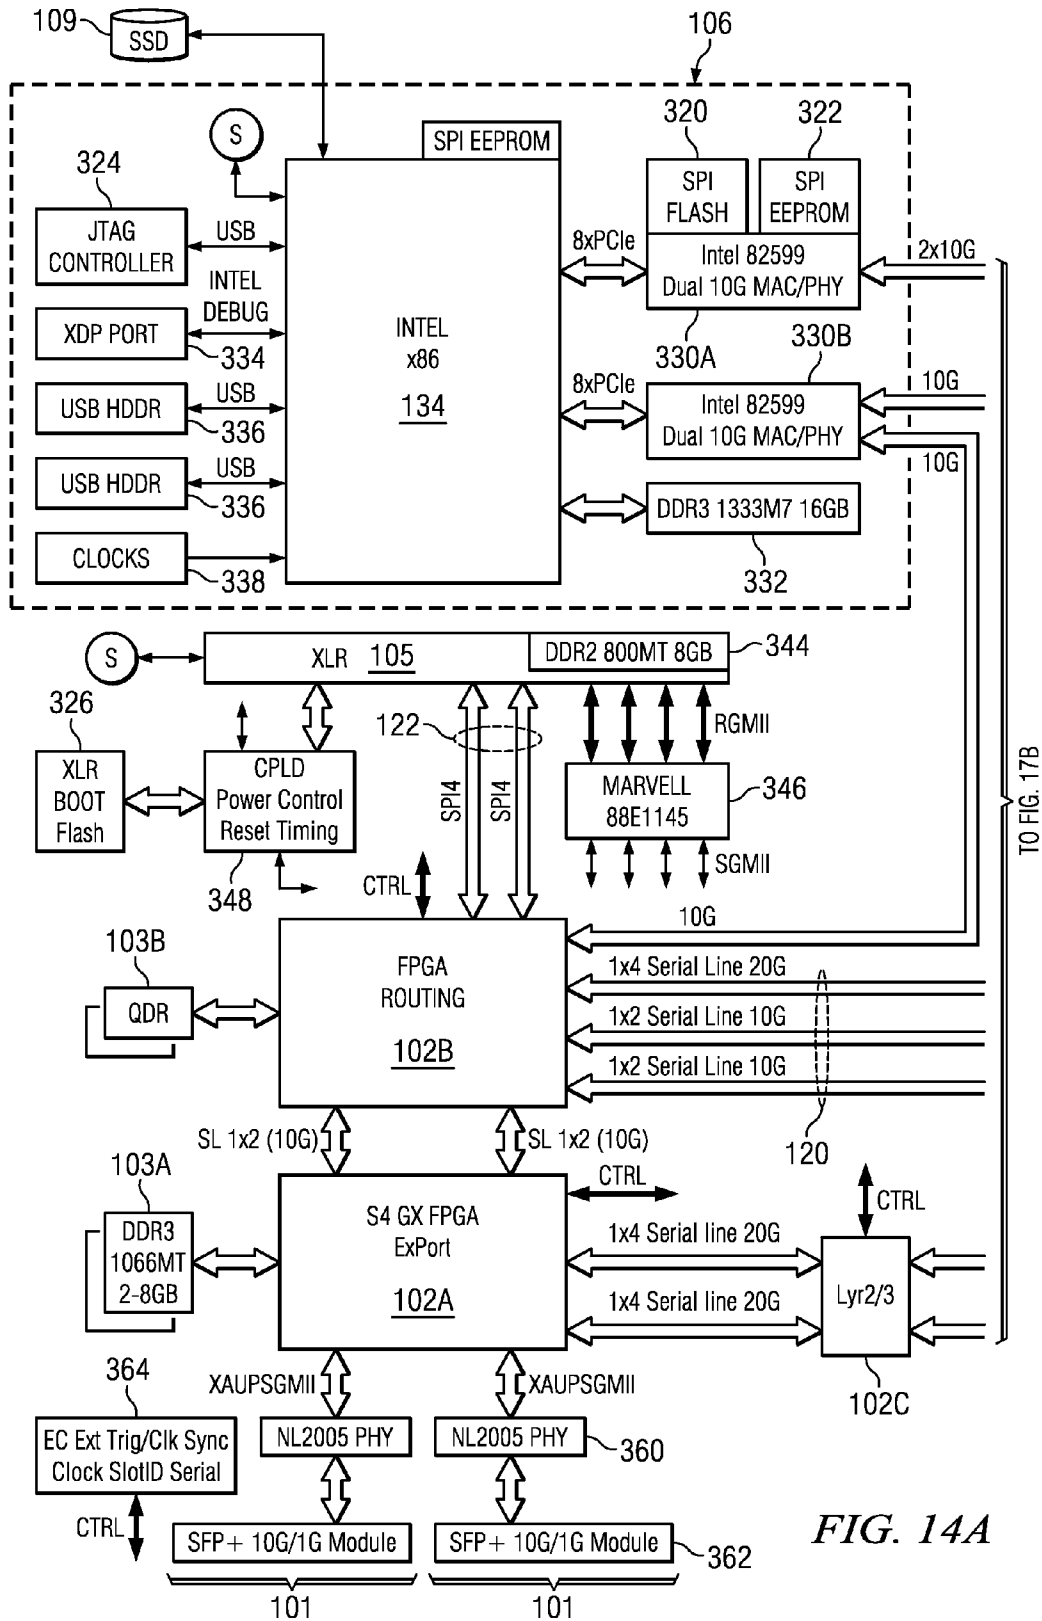 109
SSD
106
S
SPI EEPROM
320
322
324
SPI
FLASH
SPI
EEPROM
JTAG
CONTROLLER
USB
8xPCIe
Intel 82599
Dual 10G MAC/PHY
2x10G
INTEL
DEBUG
XDP PORT
334
INTEL
x86
134
330A
330B
USB HDDR
USB
336
8xPCIe
Intel 82599
Dual 10G MAC/PHY
10G
10G
USB HDDR
USB
336
DDR3 1333M7 16GB
332
CLOCKS
338
S
XLR 105
DDR2 800MT 8GB
344
326
122
RGMII
XLR
BOOT
Flash
CPLD
Power Control
Reset Timing
348
SPI4
SPI4
MARVELL
88E1145
346
SGMII
TO FIG. 17B
CTRL
10G
103B
QDR
FPGA
ROUTING
102B
1x4 Serial Line 20G
1x2 Serial Line 10G
1x2 Serial Line 10G
120
SL 1x2 (10G)
SL 1x2 (10G)
103A
DDR3
1066MT
2-8GB
S4 GX FPGA
ExPort
102A
CTRL
CTRL
1x4 Serial line 20G
1x4 Serial line 20G
Lyr2/3
102C
364
XAUPSGMII
XAUPSGMII
EC Ext Trig/Clk Sync
Clock SlotID Serial
NL2005 PHY
NL2005 PHY
360
CTRL
SFP+ 10G/1G Module
SFP+ 10G/1G Module
362
101
101
FIG. 14A